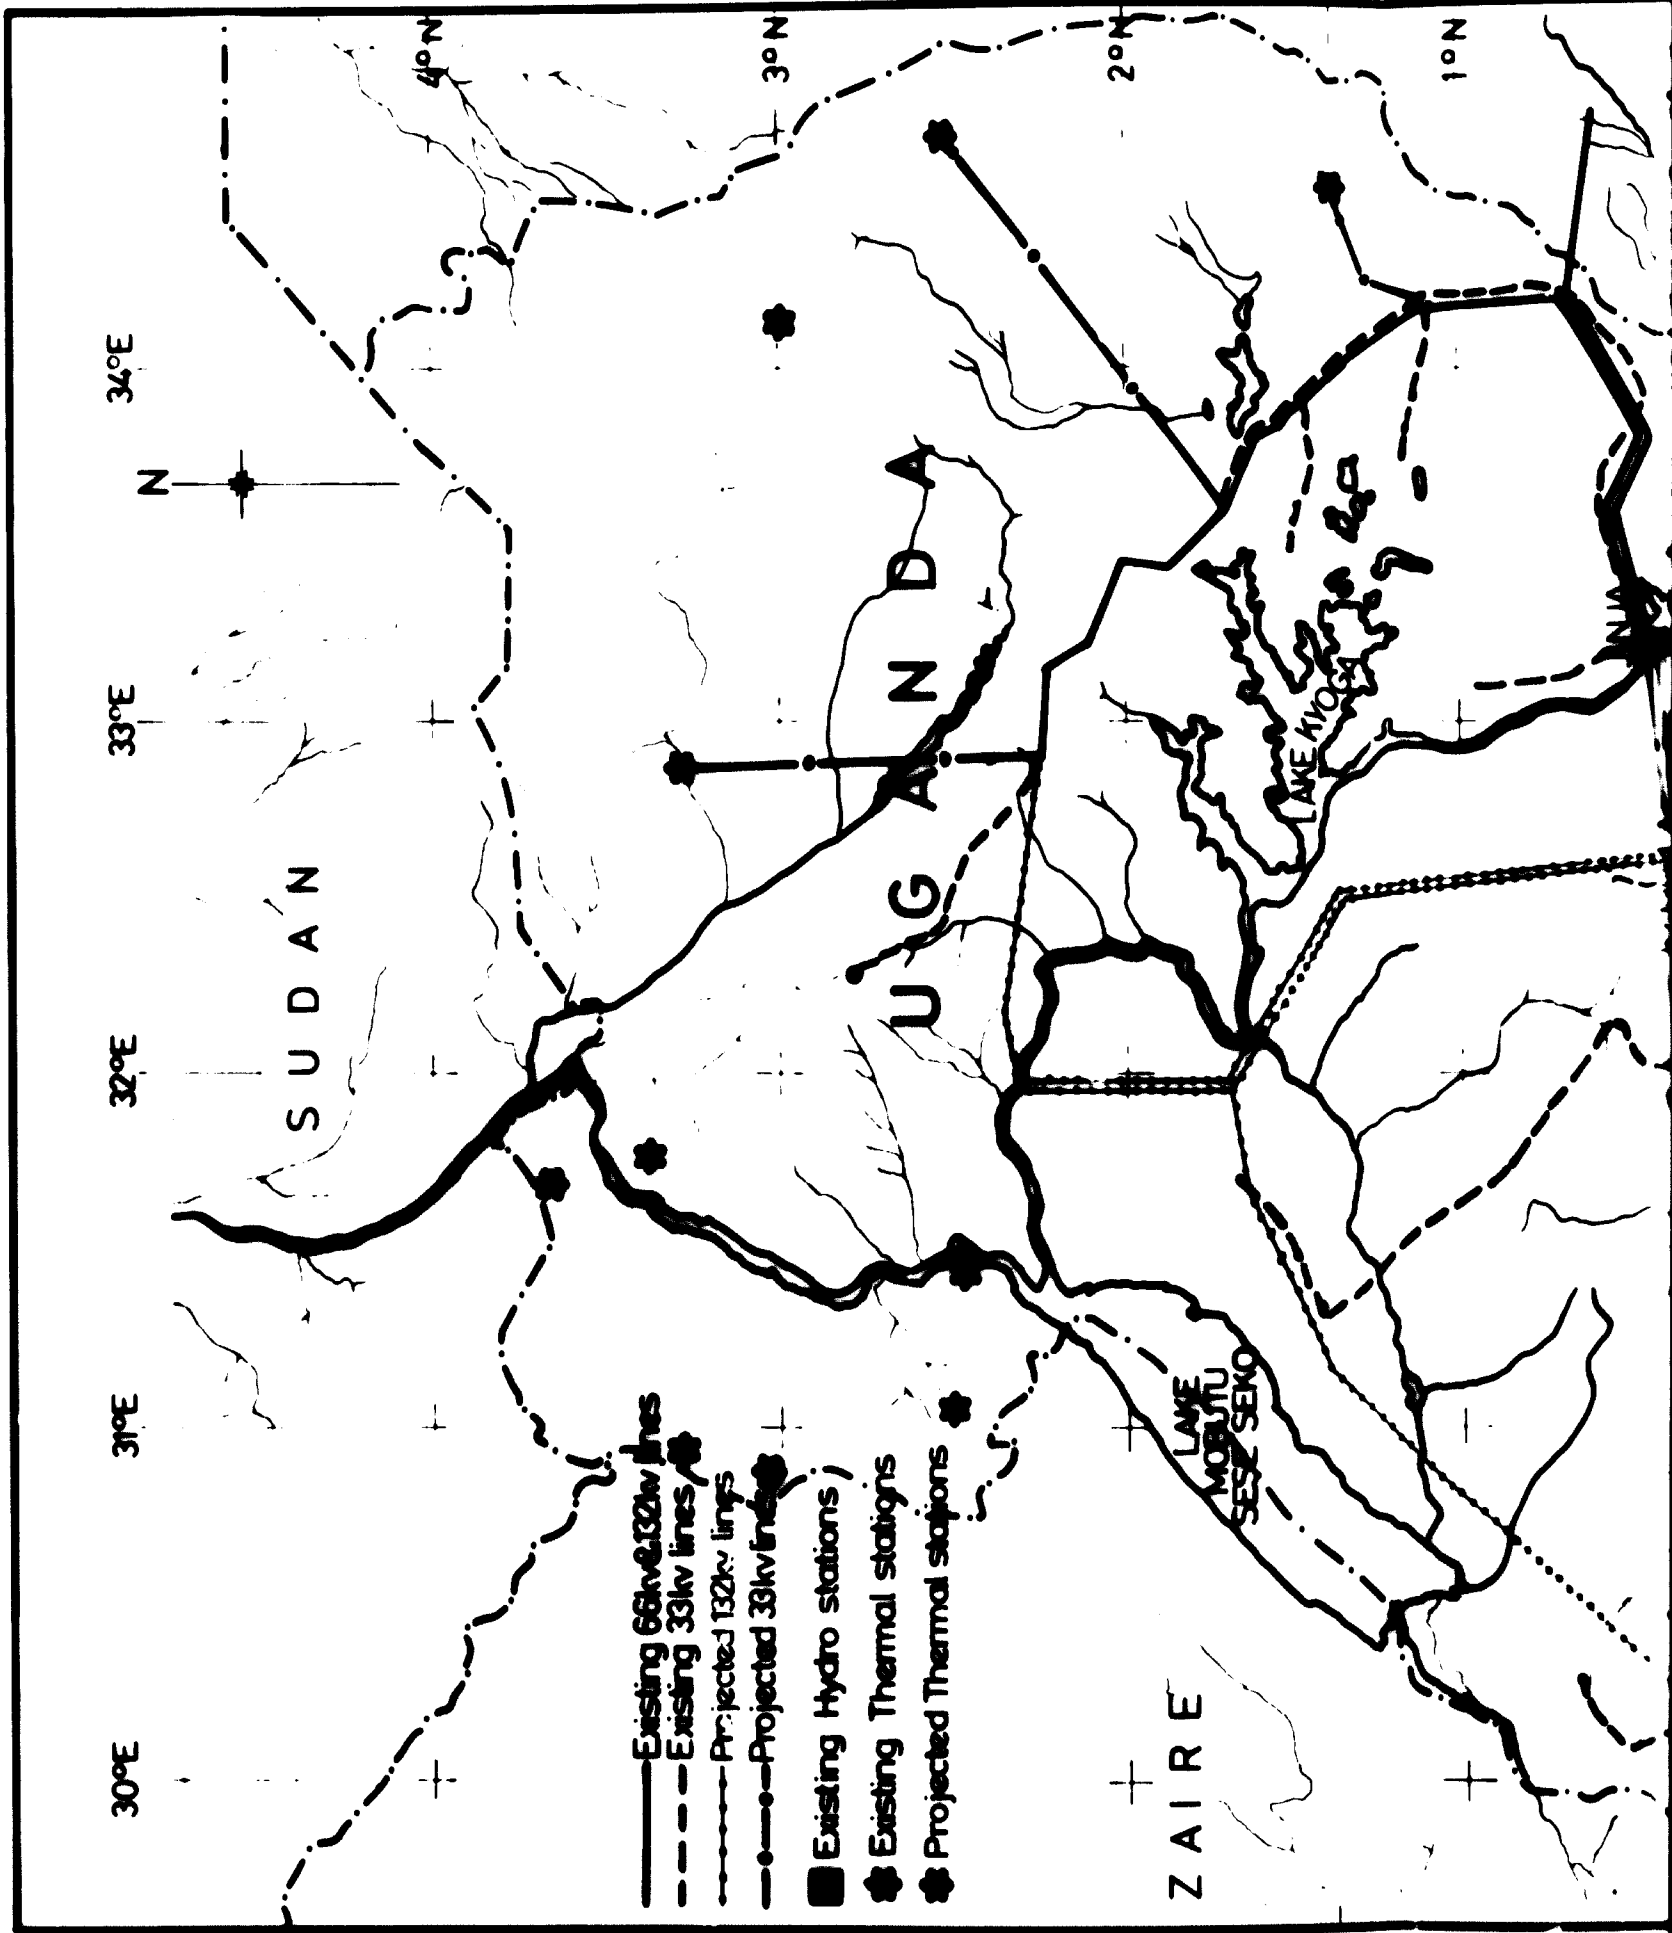 4°N
3°N
2°N
1°N
34°E
33°E
32°E
31°E
30°E
N
SUDAN
UGANDA
ZAIRE
LAKE KYOGA
LAKE
MOBUTU
SESE SEKO
Existing 66kv&132kv lines
Existing 33kv lines
Projected 132kv lines
Projected 33kv lines
Existing Hydro stations
Existing Thermal stations
Projected Thermal stations